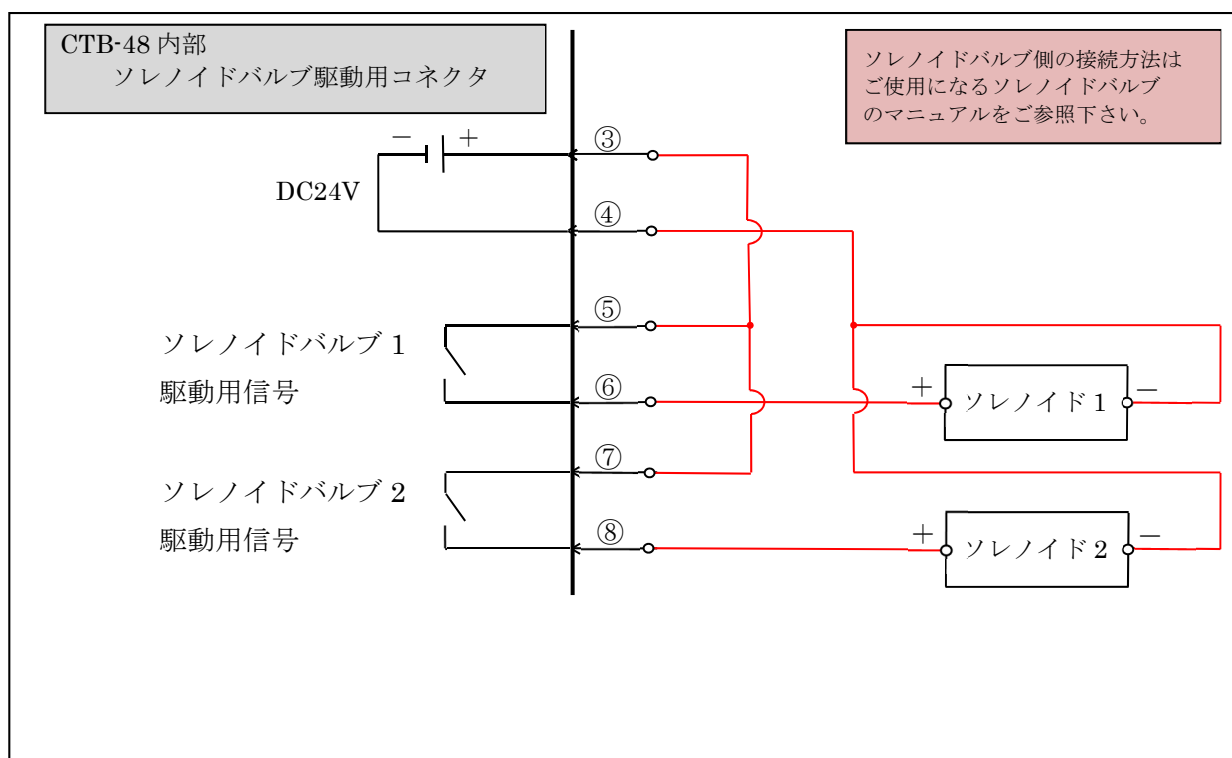 CTB-48 内部
ソレノイドバルブ駆動用コネクタ
ソレノイドバルブ側の接続方法は
ご使用になるソレノイドバルブ
のマニュアルをご参照下さい。
－ ＋ ③
DC24V
④
⑤
ソレノイドバルブ 1
駆動用信号
⑥
＋ ソレノイド 1 －
⑦
ソレノイドバルブ 2
駆動用信号
⑧
＋ ソレノイド 2 －